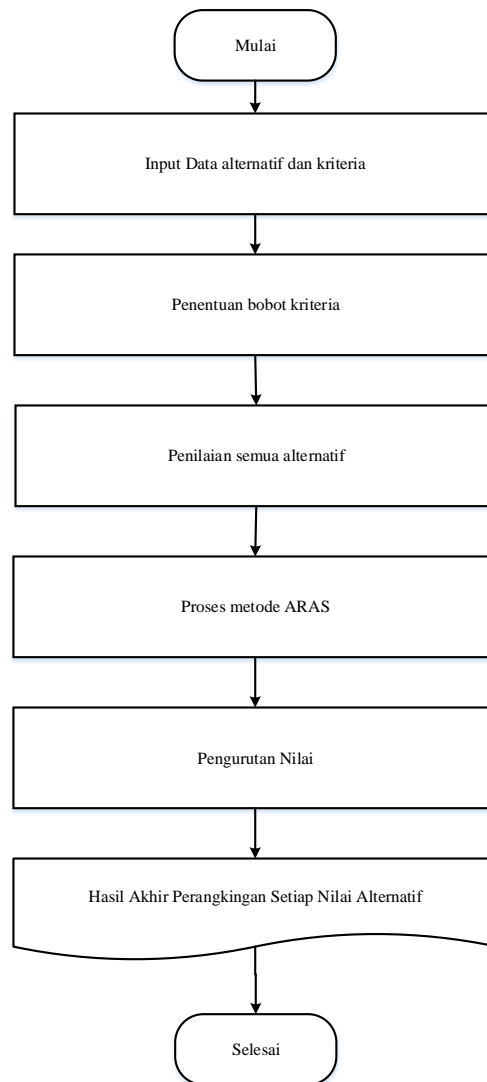 Mulai
Input Data alternatif dan kriteria
Penentuan bobot kriteria
Penilaian semua alternatif
Proses metode ARAS
Pengurutan Nilai
Hasil Akhir Perangkingan Setiap Nilai Alternatif
Selesai